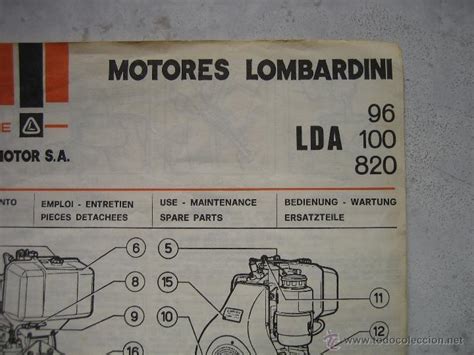 MOTORES LOMBARDINI
96
LDA 100
820
E
MOTOR S.A.
NTO
EMPLOI - ENTRETIEN
PIECES DETACHEES
USE - MAINTENANCE
SPARE PARTS
BEDIENUNG - WARTUNG
ERSATZTEILE
6
5
8
15
11
9
10
12
16
todocoleccion.net